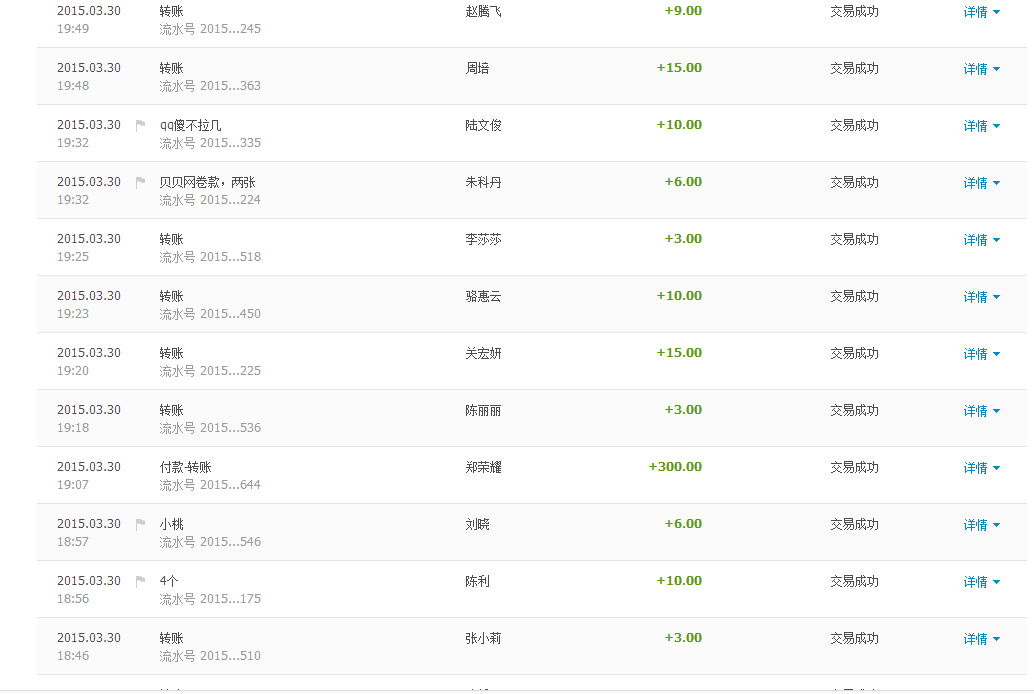 2015.03.30 转账 赵腾飞 +9.00 交易成功 详情
19:49 流水号 2015...245
2015.03.30 转账 周培 +15.00 交易成功 详情
19:48 流水号 2015...363
2015.03.30 qq傻不拉几 陆文俊 +10.00 交易成功 详情
19:32 流水号 2015...335
2015.03.30 贝贝网卷款，两张 朱科丹 +6.00 交易成功 详情
19:32 流水号 2015...224
2015.03.30 转账 李莎莎 +3.00 交易成功 详情
19:25 流水号 2015...518
2015.03.30 转账 骆惠云 +10.00 交易成功 详情
19:23 流水号 2015...450
2015.03.30 转账 关宏妍 +15.00 交易成功 详情
19:20 流水号 2015...225
2015.03.30 转账 陈丽丽 +3.00 交易成功 详情
19:18 流水号 2015...536
2015.03.30 付款-转账 郑荣耀 +300.00 交易成功 详情
19:07 流水号 2015...644
2015.03.30 小桃 刘晓 +6.00 交易成功 详情
18:57 流水号 2015...546
2015.03.30 4个 陈利 +10.00 交易成功 详情
18:56 流水号 2015...175
2015.03.30 转账 张小莉 +3.00 交易成功 详情
18:46 流水号 2015...510